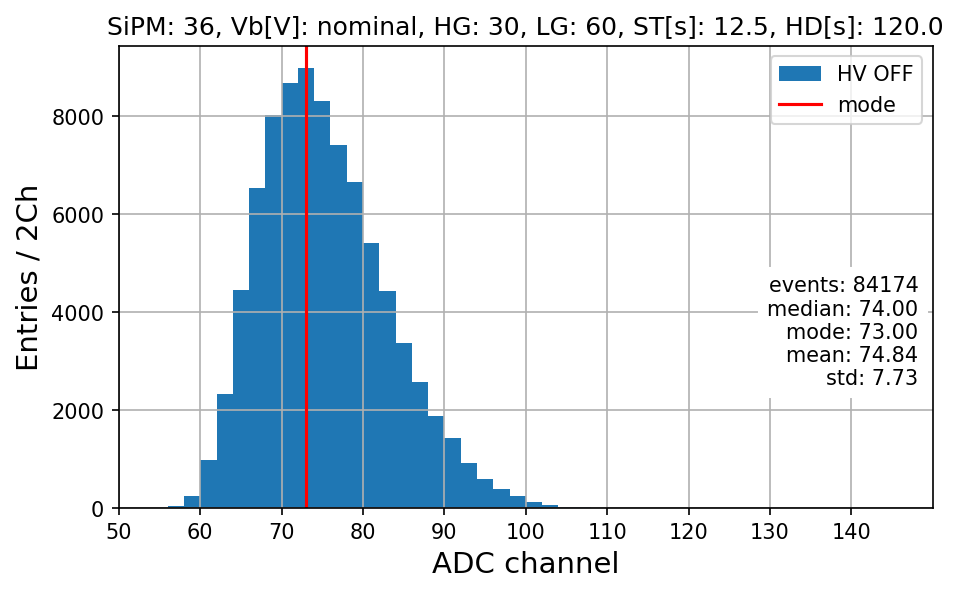 SiPM: 36, Vb[V]: nominal, HG: 30, LG: 60, ST[s]: 12.5, HD[s]: 120.0
HV OFF
mode
8000
6000
4000
2000
0
Entries / 2Ch
events: 84174
median: 74.00
mode: 73.00
mean: 74.84
std: 7.73
50 60 70 80 90 100 110 120 130 140
ADC channel